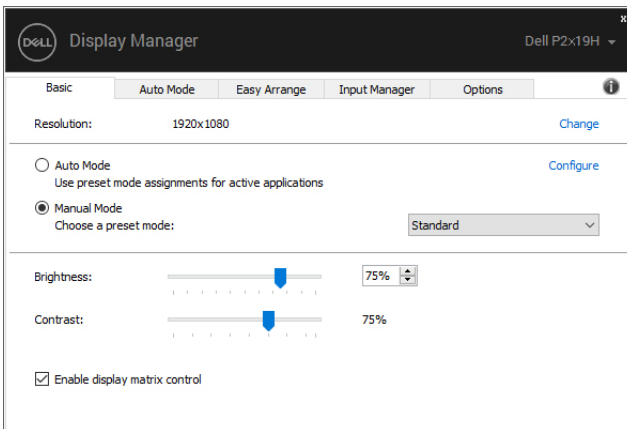 x
DELL Display Manager Dell P2x19H
Basic Auto Mode Easy Arrange Input Manager Options
Resolution: 1920x1080 Change
Auto Mode Configure
Use preset mode assignments for active applications
Manual Mode
Choose a preset mode: Standard
Brightness: 75%
Contrast: 75%
Enable display matrix control